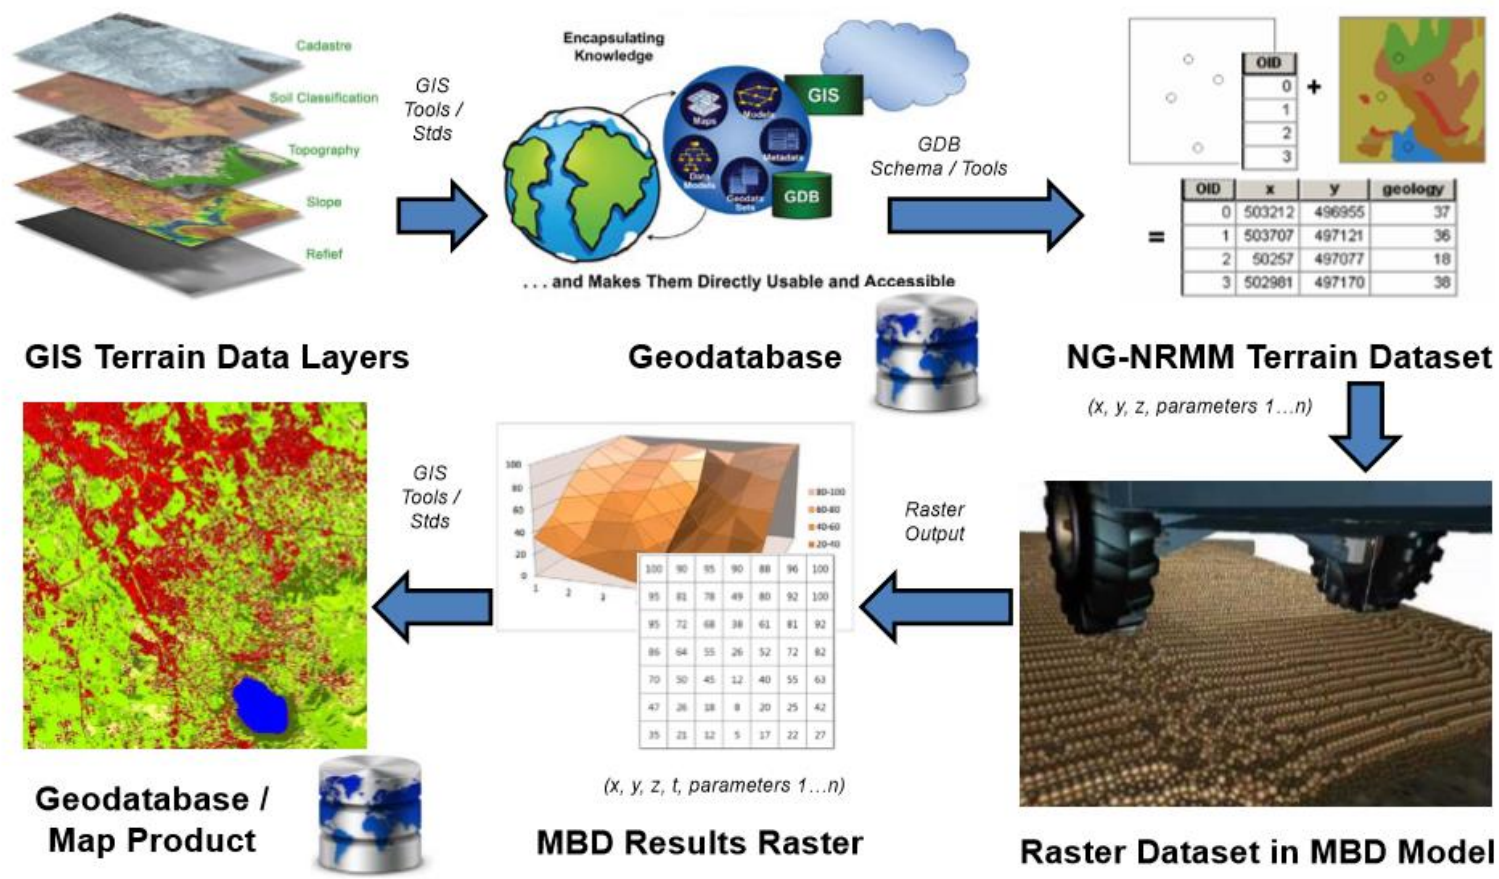 Cadastre
Soil Classification
Topography
Slope
Refief
GIS
Tools /
Stds
Encapsulating
Knowledge
Maps
Models
Metadata
Data
Models
Geodata
Sets
GIS
GDB
. . . and Makes Them Directly Usable and Accessible
GDB
Schema / Tools
OID
0
1
2
3
+
=
OID x y geology
0 503212 496955 37
1 503707 497121 36
2 50257 497077 18
3 502981 497170 38
GIS Terrain Data Layers
Geodatabase
NG-NRMM Terrain Dataset
(x, y, z, parameters 1…n)
GIS
Tools /
Stds
100
80
60
40
20
0
1 2 3
80-100
60-80
40-60
20-40
100 90 95 90 88 96 100
95 81 78 49 80 92 100
95 72 68 38 61 81 92
86 64 55 26 52 72 82
70 50 45 12 40 55 63
47 26 18 8 20 25 42
35 21 12 5 17 22 27
Raster
Output
(x, y, z, t, parameters 1…n)
Geodatabase /
Map Product
MBD Results Raster
Raster Dataset in MBD Model